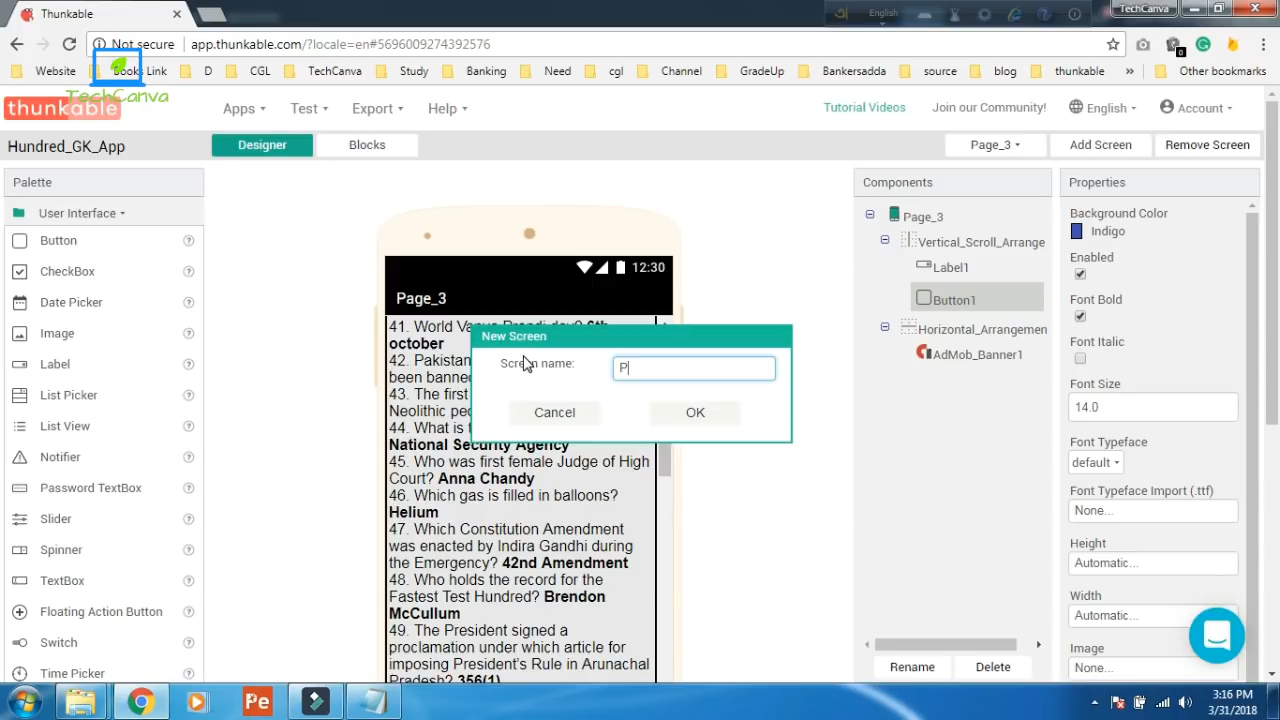 Thunkable
English
TechCanva
Not secure app.thunkable.com/?locale=en#5696009274392576
Website
Books Link
D
CGL
TechCanva
Study
Banking
Need
cgl
Channel
GradeUp
Bankersadda
source
blog
thunkable
»
Other bookmarks
TechCanva
thunkable
Apps
Test
Export
Help
Tutorial Videos
Join our Community!
English
Account
Hundred_GK_App
Designer
Blocks
Page_3
Add Screen
Remove Screen
Palette
User Interface
Button
CheckBox
Date Picker
Image
Label
List Picker
List View
Notifier
Password TextBox
Slider
Spinner
TextBox
Floating Action Button
Switch
Time Picker
12:30
Page_3
41. World
october
42. Pakistan
been banned
43. The first
Neolithic
44. What is
National Security Agency
45. Who was first female Judge of High
Court? Anna Chandy
46. Which gas is filled in balloons?
Helium
47. Which Constitution Amendment
was enacted by Indira Gandhi during
the Emergency? 42nd Amendment
48. Who holds the record for the
Fastest Test Hundred? Brendon
McCullum
49. The President signed a
proclamation under which article for
imposing President's Rule in Arunachal
Pradesh? 356(1)
New Screen
Screen name:
P
Cancel
OK
Components
Page_3
Vertical_Scroll_Arrange
Label1
Button1
Horizontal_Arrangemen
AdMob_Banner1
Rename
Delete
Properties
Background Color
Indigo
Enabled
Font Bold
Font Italic
Font Size
14.0
Font Typeface
default
Font Typeface Import (.ttf)
None...
Height
Automatic...
Width
Automatic...
Image
None...
Pe
3:16 PM
3/31/2018